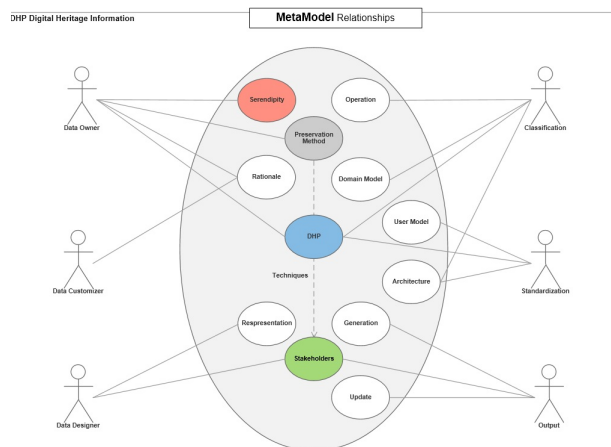 DHP Digital Heritage Information
MetaModel Relationships
Serendipity
Operation
Data Owner
Classification
Preservation
Method
Rationale
Domain Model
User Model
DHP
Techniques
Architecture
Data Customizer
Standardization
Respresentation
Generation
Stakeholders
Update
Data Designer
Output